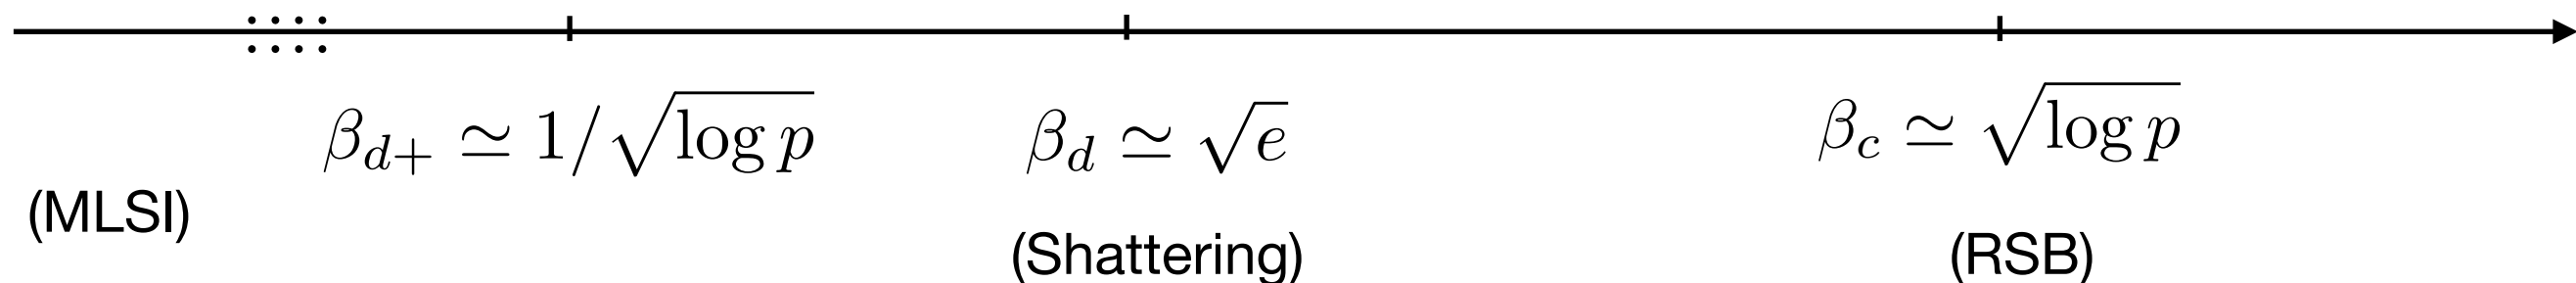 β_{d+} ≃ 1/√(log p)
β_d ≃ √e
β_c ≃ √(log p)
(MLSI)
(Shattering)
(RSB)